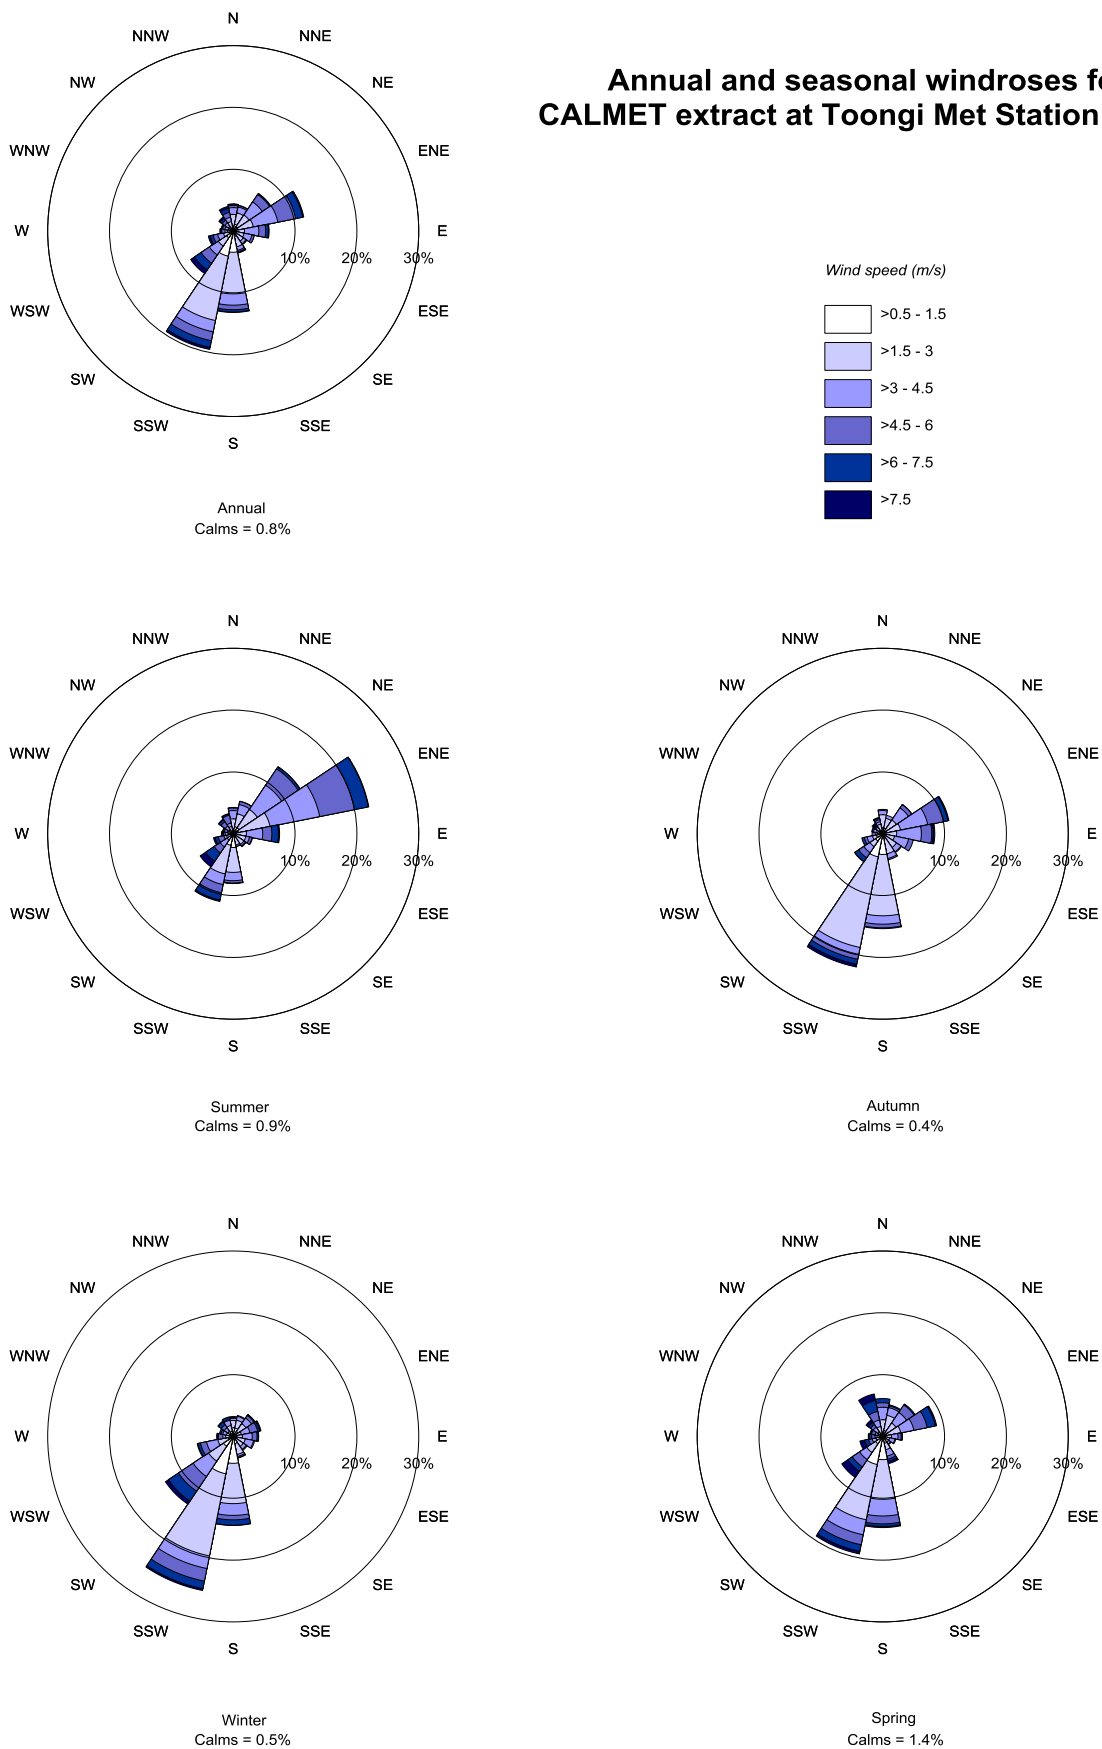 Annual and seasonal windroses
CALMET extract at Toongi Met Station
N
NNW NNE
NW NE
WNW ENE
W E
10% 20% 30%
WSW ESE
SW SE
SSW SSE
S
Annual
Calms = 0.8%
Wind speed (m/s)
>0.5 - 1.5
>1.5 - 3
>3 - 4.5
>4.5 - 6
>6 - 7.5
>7.5
N
NNW NNE
NW NE
WNW ENE
W E
10% 20% 30%
WSW ESE
SW SE
SSW SSE
S
Summer
Calms = 0.9%
N
NNW NNE
NW NE
WNW ENE
W E
10% 20% 30%
WSW ESE
SW SE
SSW SSE
S
Autumn
Calms = 0.4%
N
NNW NNE
NW NE
WNW ENE
W E
10% 20% 30%
WSW ESE
SW SE
SSW SSE
S
Winter
Calms = 0.5%
N
NNW NNE
NW NE
WNW ENE
W E
10% 20% 30%
WSW ESE
SW SE
SSW SSE
S
Spring
Calms = 1.4%